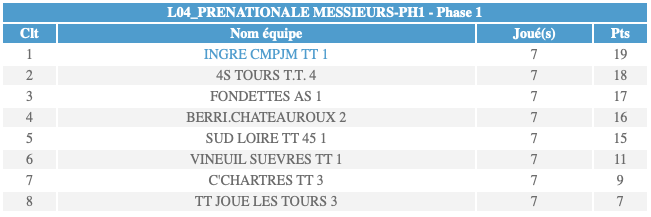 L04_PRENATIONALE MESSIEURS-PH1 - Phase 1
Clt Nom équipe Joué(s) Pts
1 INGRE CMPJM TT 1 7 19
2 4S TOURS T.T. 4 7 18
3 FONDETTES AS 1 7 17
4 BERRI.CHATEAUROUX 2 7 16
5 SUD LOIRE TT 45 1 7 15
6 VINEUIL SUEVRES TT 1 7 11
7 C'CHARTRES TT 3 7 9
8 TT JOUE LES TOURS 3 7 7